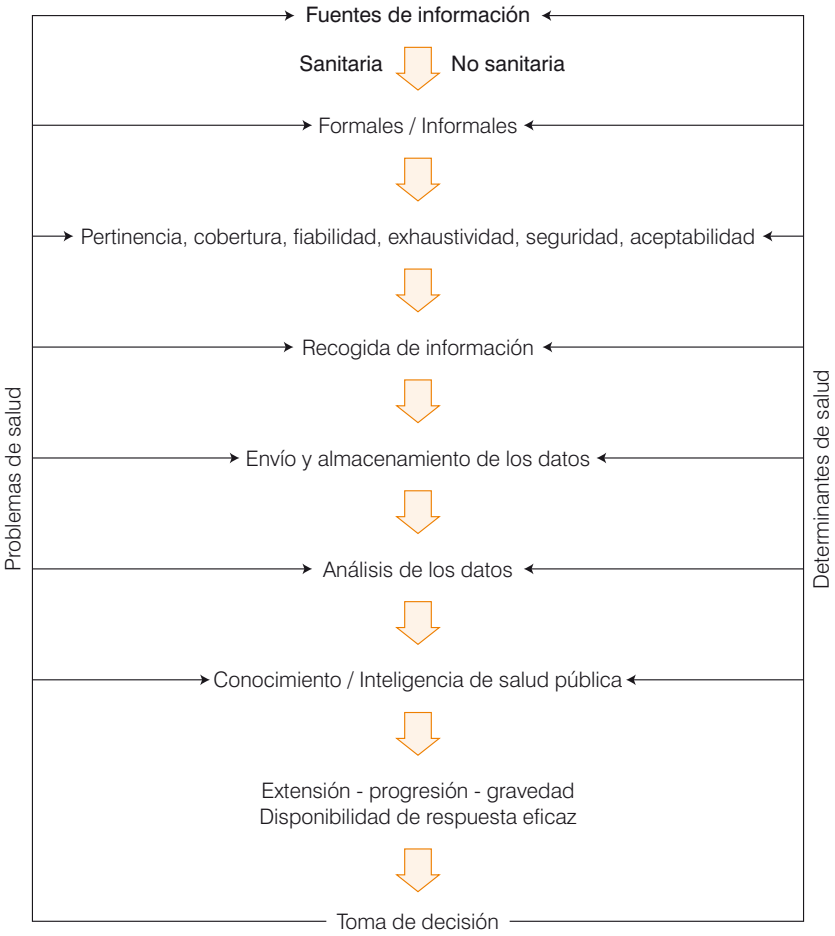 Fuentes de información
Sanitaria No sanitaria
Formales / Informales
Pertinencia, cobertura, fiabilidad, exhaustividad, seguridad, aceptabilidad
Recogida de información
Envío y almacenamiento de los datos
Análisis de los datos
Conocimiento / Inteligencia de salud pública
Extensión - progresión - gravedad
Disponibilidad de respuesta eficaz
Toma de decisión
Problemas de salud
Determinantes de salud